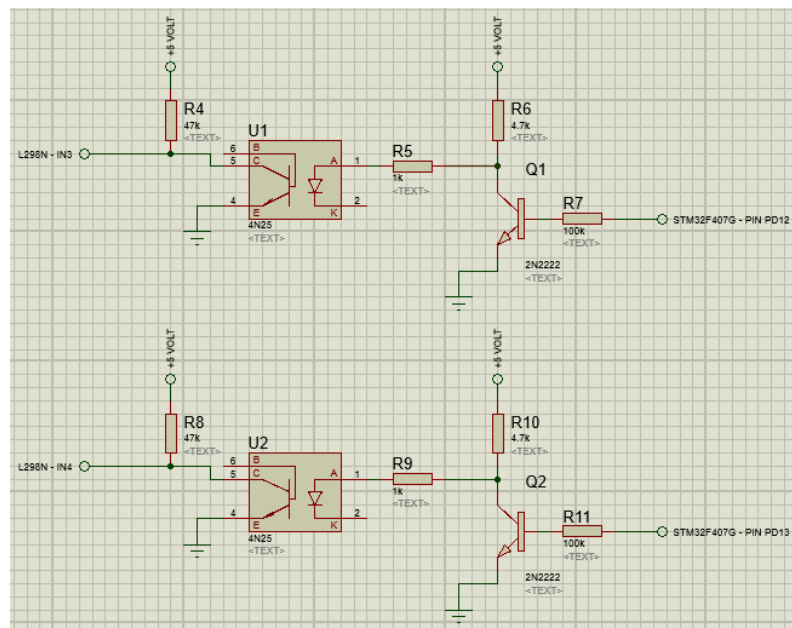 +5 VOLT
+5 VOLT
R4
47k
<TEXT>
R6
4.7k
<TEXT>
U1
L298N - IN3
6
B
5
C
A
1
4
E
K
2
4N25
<TEXT>
R5
1k
<TEXT>
Q1
R7
100k
<TEXT>
STM32F407G - PIN PD12
2N2222
<TEXT>
+5 VOLT
+5 VOLT
R8
47k
<TEXT>
R10
4.7k
<TEXT>
U2
L298N - IN4
6
B
5
C
A
1
4
E
K
2
4N25
<TEXT>
R9
1k
<TEXT>
Q2
R11
100k
<TEXT>
STM32F407G - PIN PD13
2N2222
<TEXT>